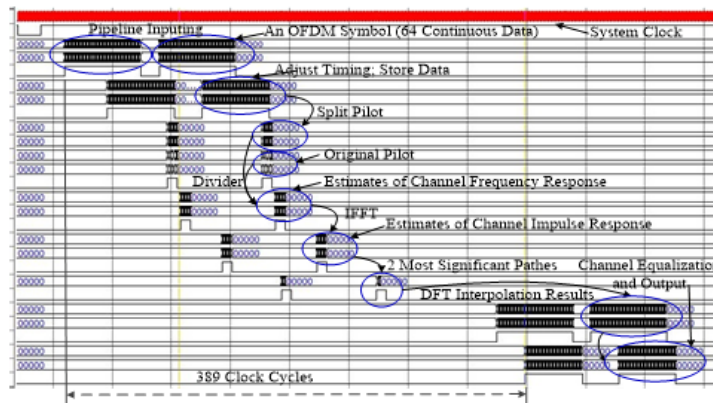 Pipeline Inputing
An OFDM Symbol (64 Continuous Data)
System Clock
Adjust Timing; Store Data
Split Pilot
Original Pilot
Divider
Estimates of Channel Frequency Response
IFFT
Estimates of Channel Impulse Response
2 Most Significant Pathes
Channel Equalizatio
and Output
DFT Interpolation Results
389 Clock Cycles